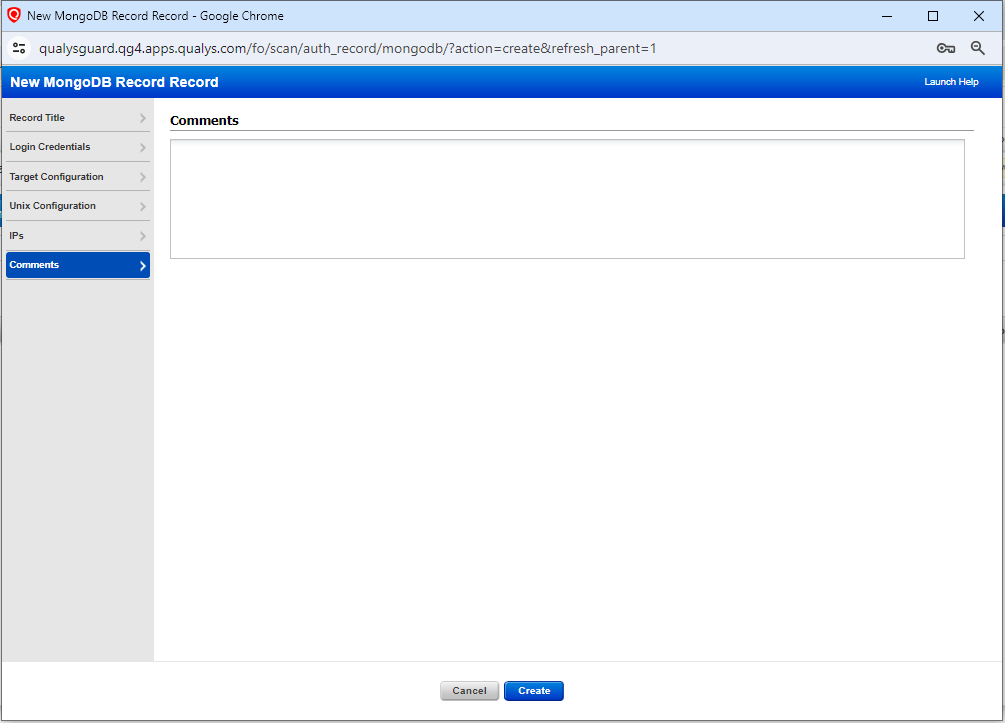 New MongoDB Record Record - Google Chrome
qualysguard.qg4.apps.qualys.com/fo/scan/auth_record/mongodb/?action=create&refresh_parent=1
New MongoDB Record Record
Launch Help
Record Title
Login Credentials
Target Configuration
Unix Configuration
IPs
Comments
Comments
Cancel
Create